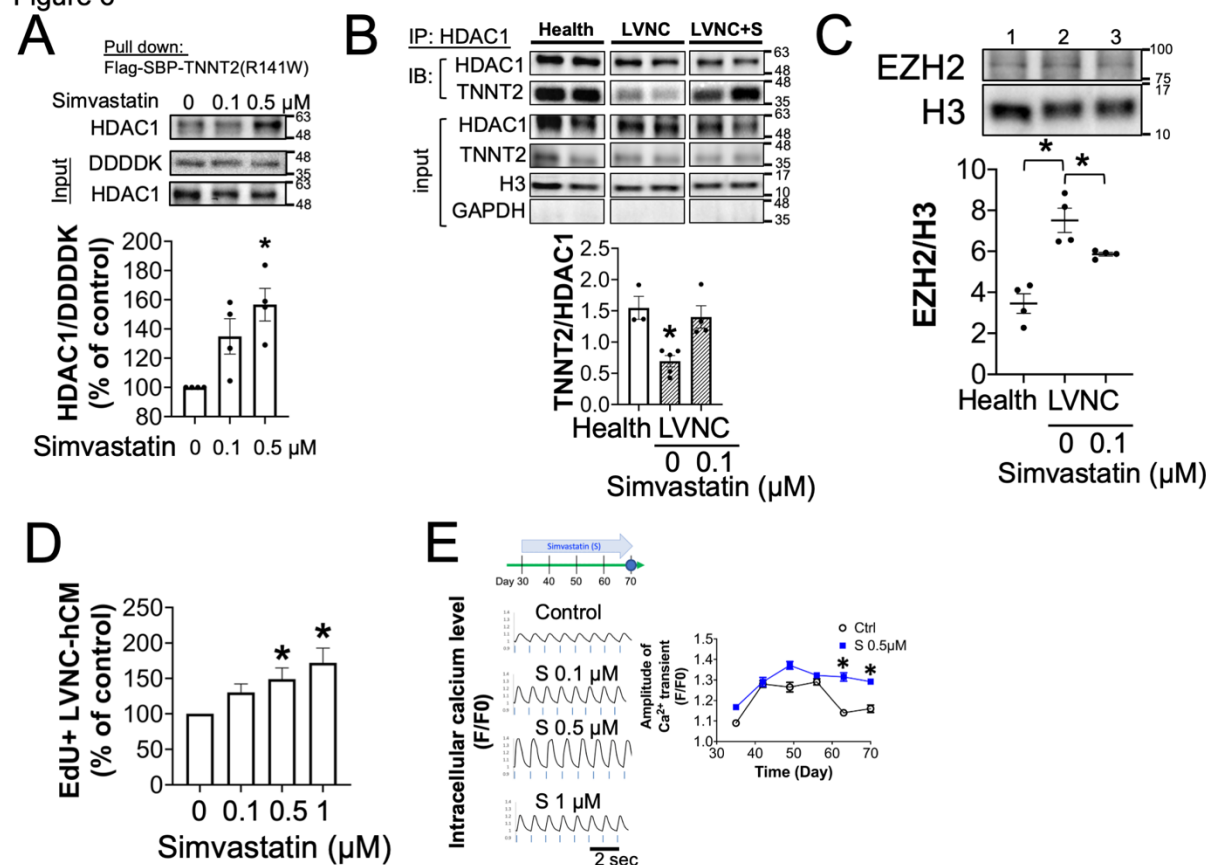 A
Pull down:
Flag-SBP-TNNT2(R141W)
Simvastatin 0 0.1 0.5 μM
HDAC1 63 48
Input
DDDDK 48 35
HDAC1 63 48
HDAC1/DDDDK
(% of control)
200
180
160
140
120
100
80
*
Simvastatin 0 0.1 0.5 μM
B
IP: HDAC1 Health LVNC LVNC+S
IB:
HDAC1 63 48
TNNT2 48 35
input
HDAC1 63 48
TNNT2 48 35
H3 17 10
GAPDH 48 35
TNNT2/HDAC1
2.5
2.0
1.5
1.0
0.5
0.0
*
Health LVNC
0 0.1
Simvastatin (μM)
C
1 2 3
EZH2 100 75
H3 17 10
EZH2/H3
10
8
6
4
2
0
* *
Health LVNC
0 0.1
Simvastatin (μM)
D
EdU+ LVNC-hCM
(% of control)
250
200
150
100
50
0
* *
0 0.1 0.5 1
Simvastatin (μM)
E
Simvastatin (S)
Day 30 40 50 60 70
Intracellular calcium level
(F/F0)
Control
S 0.1 μM
S 0.5 μM
S 1 μM
2 sec
Ctrl
S 0.5μM
Amplitude of
Ca2+ transient
(F/F0)
1.5
1.4
1.3
1.2
1.1
1.0
* *
30 40 50 60 70
Time (Day)